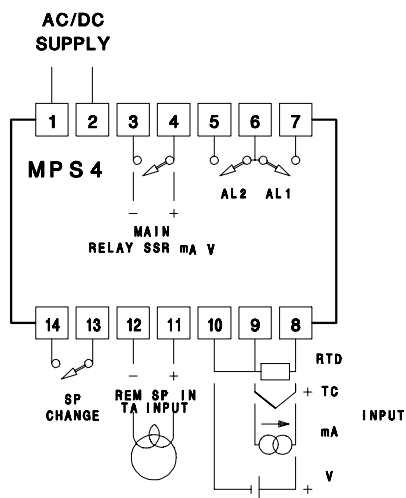 AC/DC
SUPPLY
1 2 3 4 5 6 7
MPS4
AL2 AL1
- +
MAIN
RELAY SSR mA V
14 13 12 11 10 9 8
- +
RTD
SP
CHANGE
REM SP IN
TA INPUT
+ TC
INPUT
mA
V
+